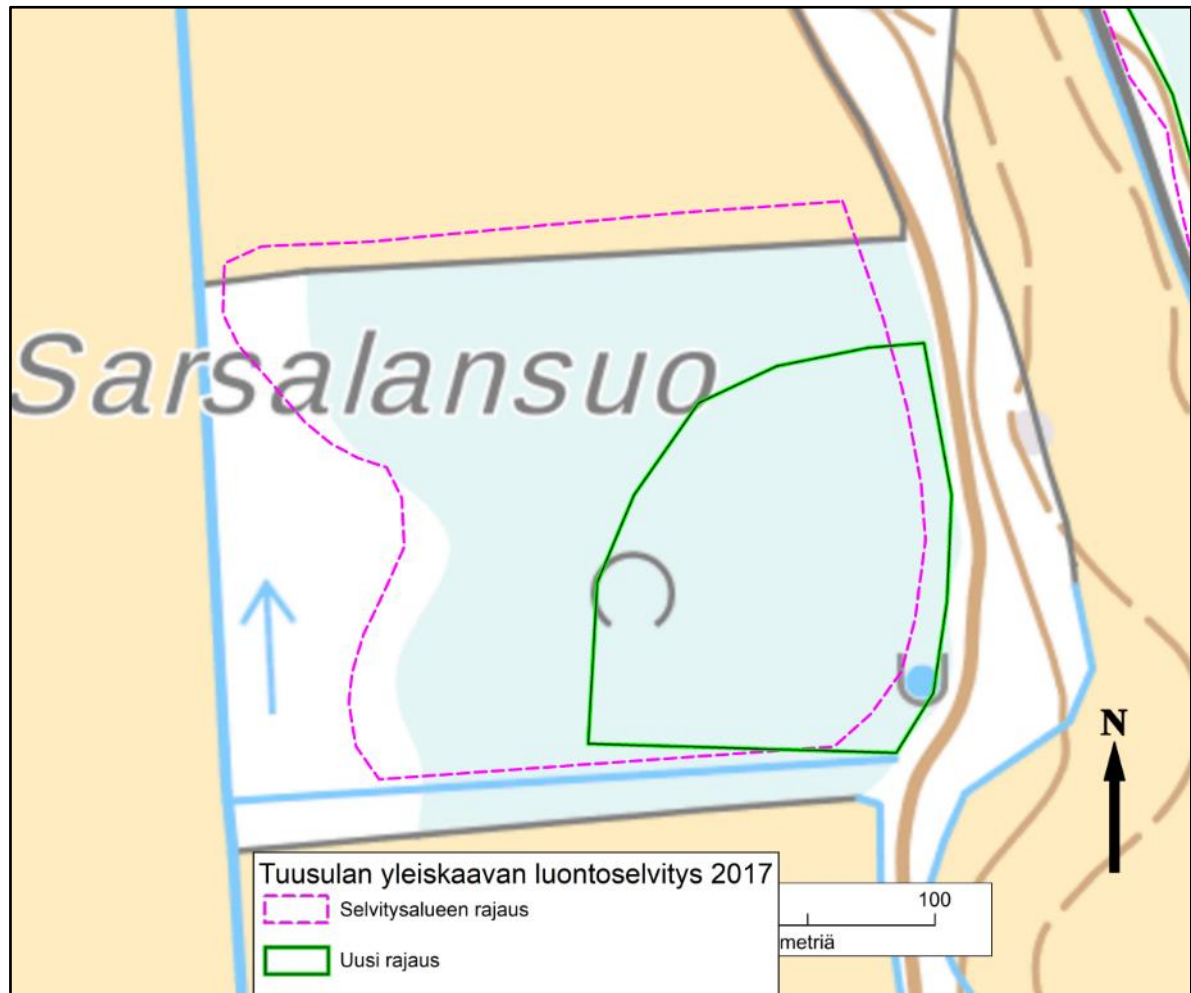 Sarsalansuo
N
Tuusulan yleiskaavan luontoselvitys 2017
Selvitysalueen rajaus
100
metriä
Uusi rajaus